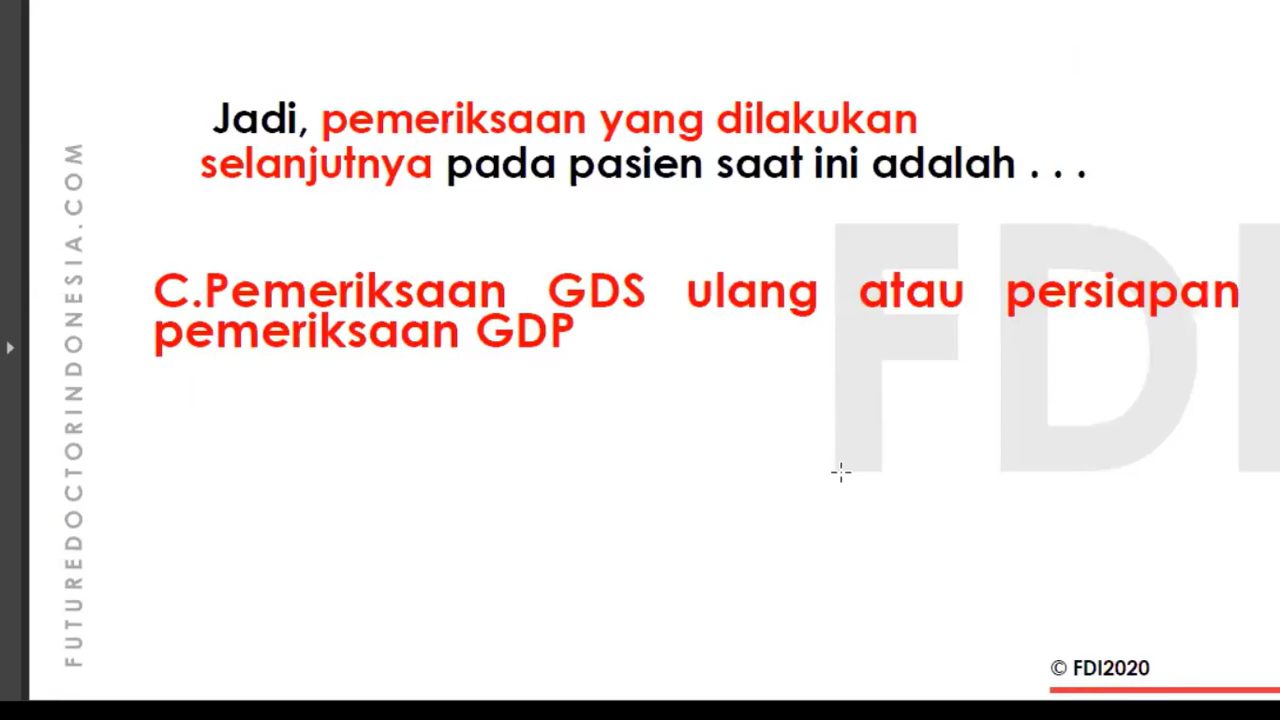 Jadi, pemeriksaan yang dilakukan
selanjutnya pada pasien saat ini adalah . . .
C.Pemeriksaan GDS ulang atau persiapan
pemeriksaan GDP
FDI
FUTUREDOCTORINDONESIA.COM
© FDI2020